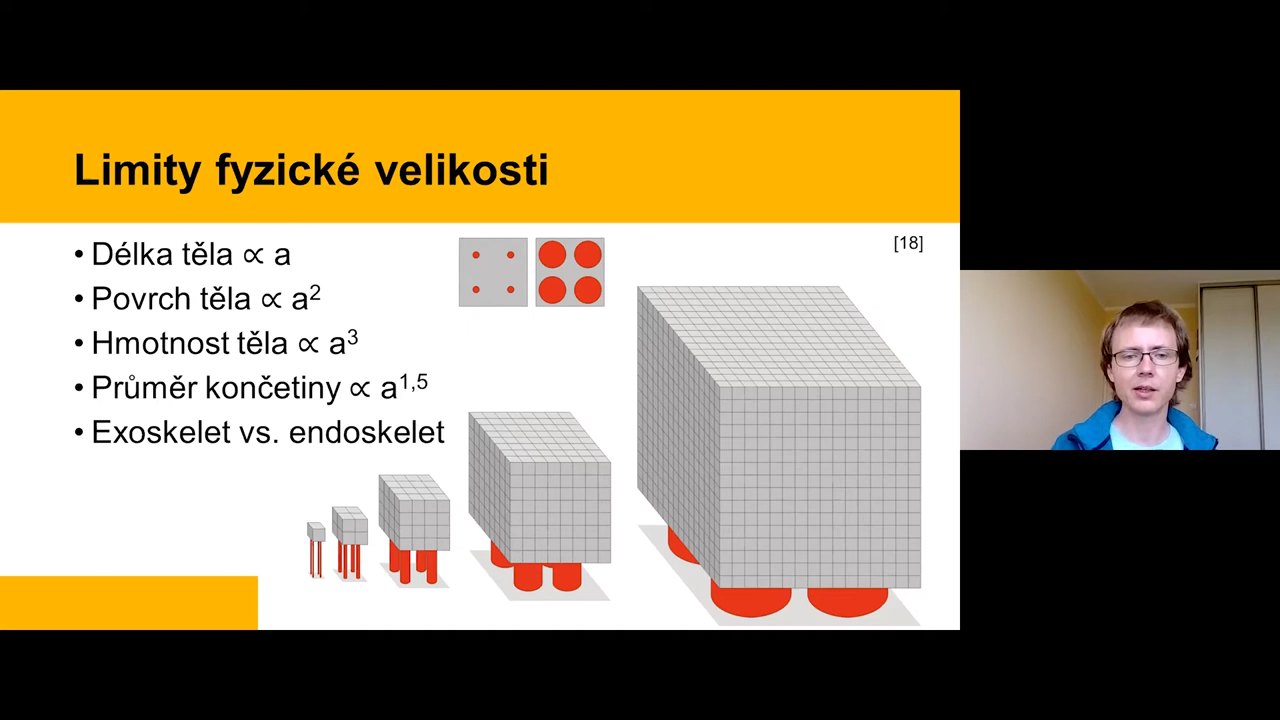 Limity fyzické velikosti
• Délka těla ∝ a
• Povrch těla ∝ a²
• Hmotnost těla ∝ a³
• Průměr končetiny ∝ a¹,⁵
• Exoskelet vs. endoskelet
[18]